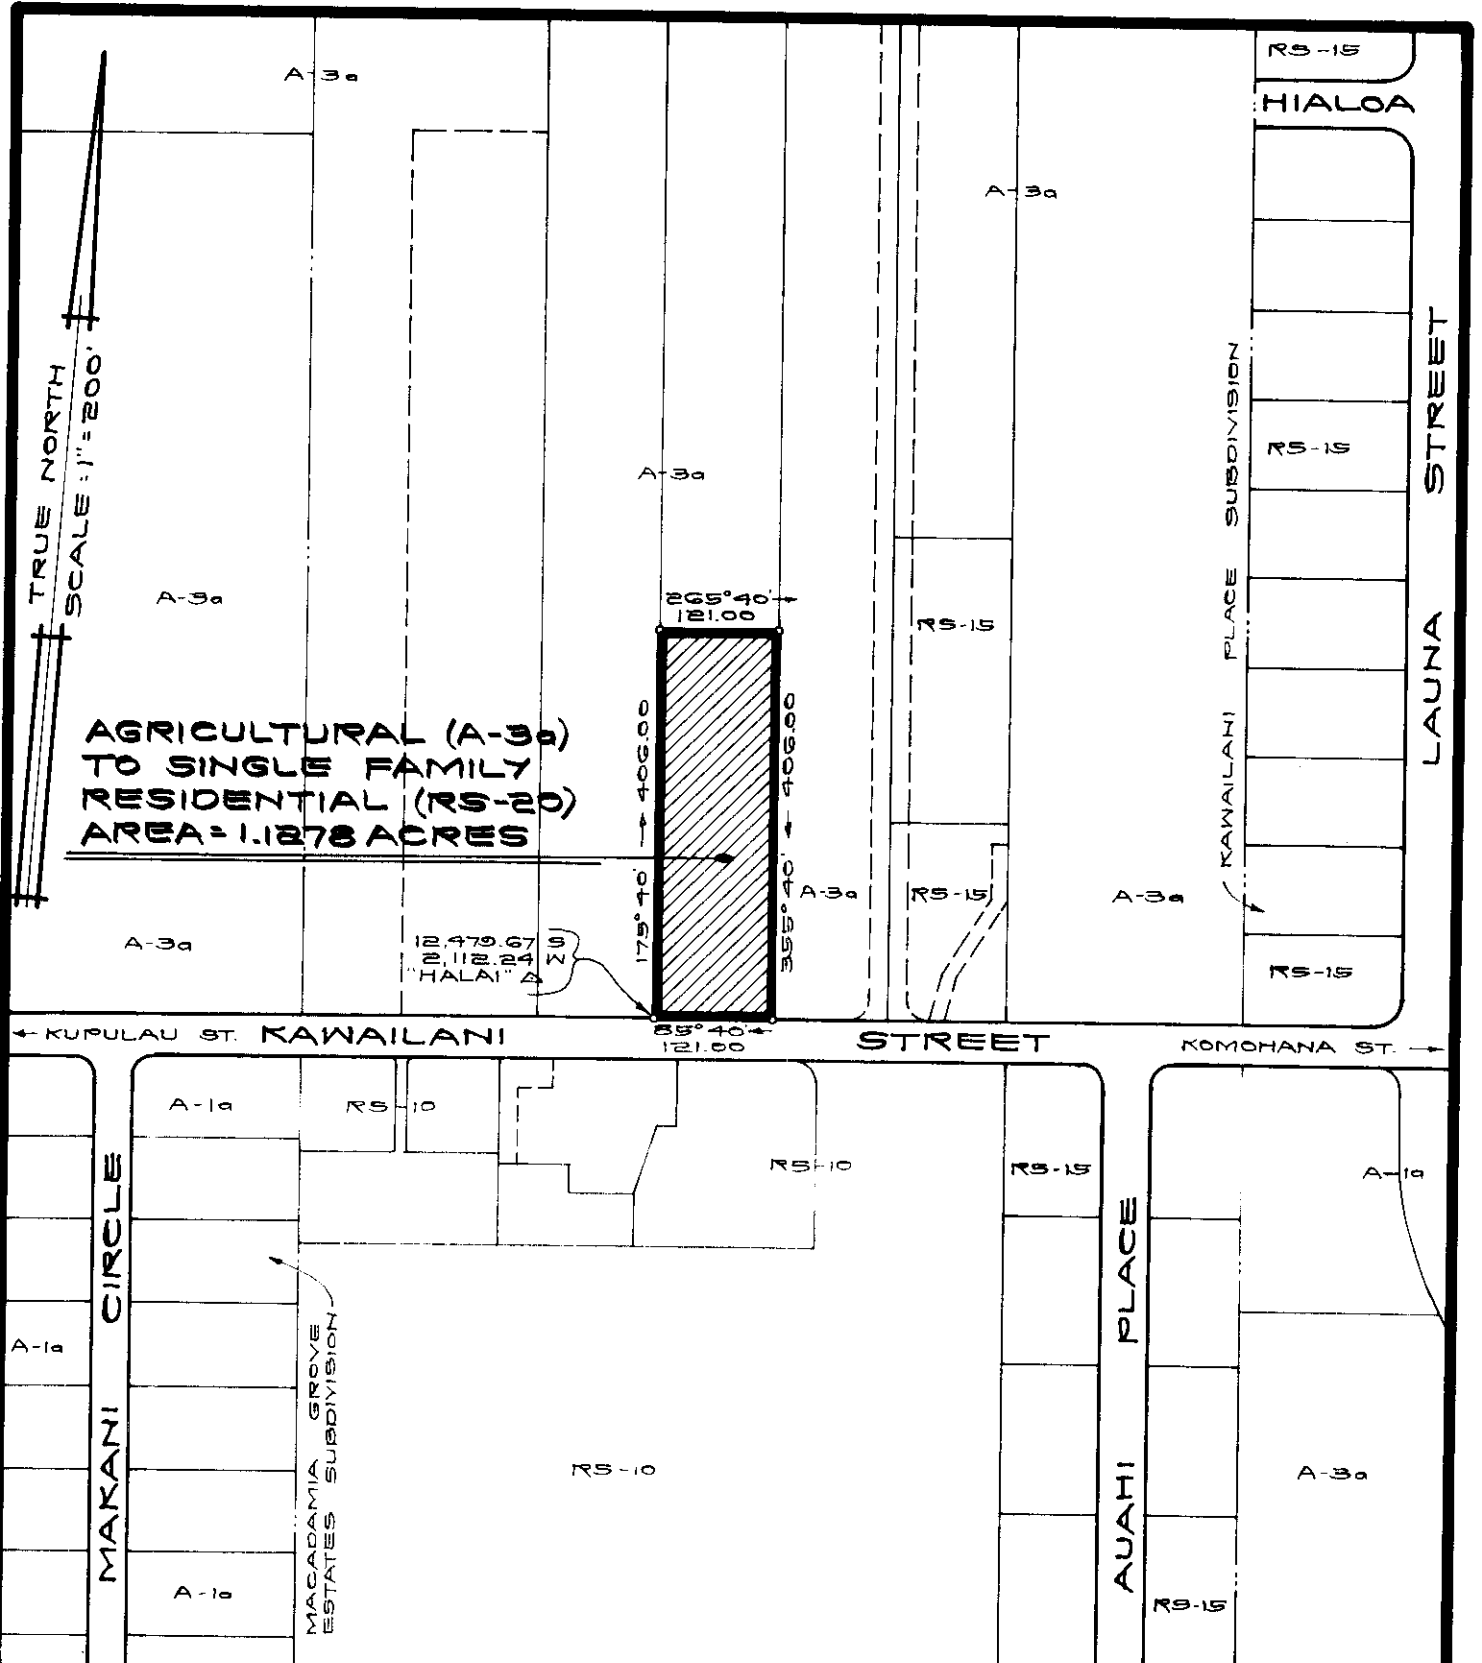 A-3a
RS-15
HIALOA
A-3a
TRUE NORTH
SCALE : 1" = 200'
LAUNA STREET
KAWAILANI PLACE SUBDIVISION
RS-15
A-3a
A-3a
265°40'
121.00
RS-15
AGRICULTURAL (A-3a)
TO SINGLE FAMILY
RESIDENTIAL (RS-20)
AREA = 1.1278 ACRES
175°40' 406.00
355°40' 406.00
A-3a
RS-15
A-3a
A-3a
12,479.67 S
2,112.24 W
"HALAI" Δ
RS-15
← KUPULAU ST. KAWAILANI STREET KOMOHANA ST. →
85°40'
121.00
A-1a
RS-10
RS-10
RS-15
A-1a
MAKANI CIRCLE
AUAHI PLACE
A-1a
MACADAMIA GROVE
ESTATES SUBDIVISION
RS-10
A-3a
A-1a
RS-15